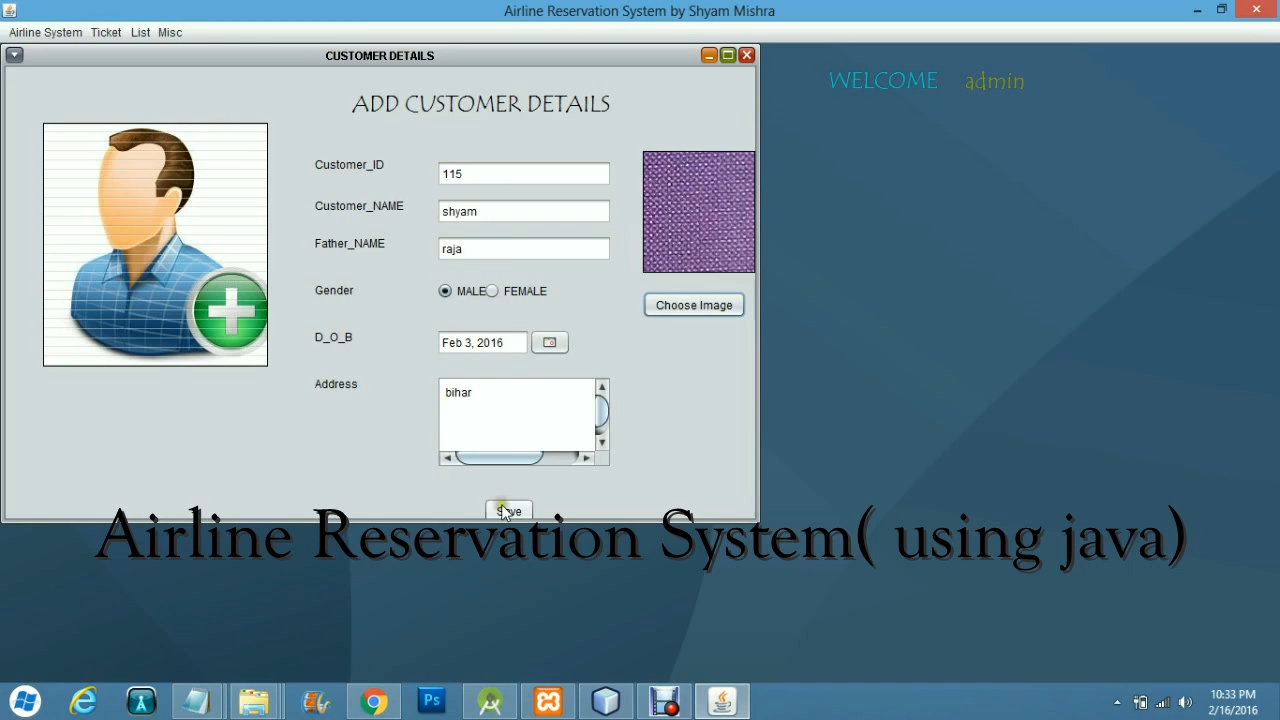 Airline Reservation System by Shyam Mishra
Airline System Ticket List Misc
CUSTOMER DETAILS
WELCOME admin
ADD CUSTOMER DETAILS
Customer_ID 115
Customer_NAME shyam
Father_NAME raja
Gender MALE FEMALE
Choose Image
D_O_B Feb 3, 2016
Address bihar
Save
Airline Reservation System( using java)
Ps
10:33 PM
2/16/2016